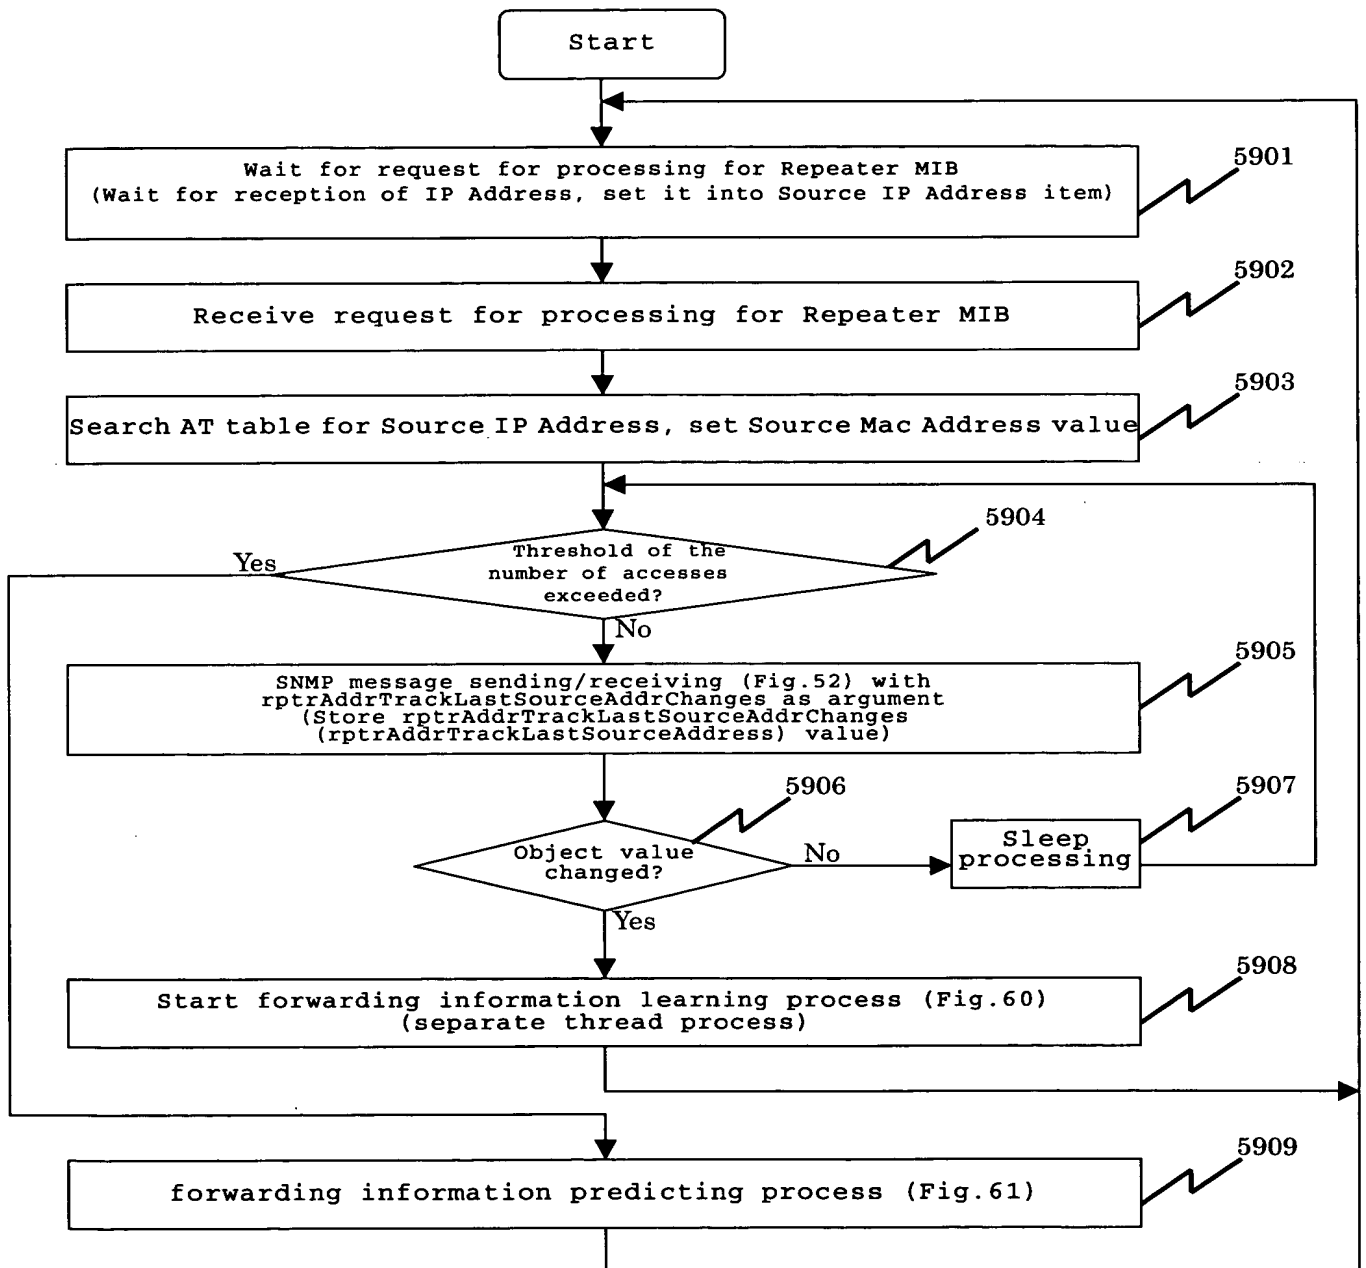 Start
Wait for request for processing for Repeater MIB
(Wait for reception of IP Address, set it into Source IP Address item)
5901
Receive request for processing for Repeater MIB
5902
Search AT table for Source IP Address, set Source Mac Address value
5903
Threshold of the
number of accesses
exceeded?
5904
Yes
No
SNMP message sending/receiving (Fig.52) with
rptrAddrTrackLastSourceAddrChanges as argument
(Store rptrAddrTrackLastSourceAddrChanges
(rptrAddrTrackLastSourceAddress) value)
5905
Object value
changed?
5906
No
Yes
Sleep
processing
5907
Start forwarding information learning process (Fig.60)
(separate thread process)
5908
forwarding information predicting process (Fig.61)
5909